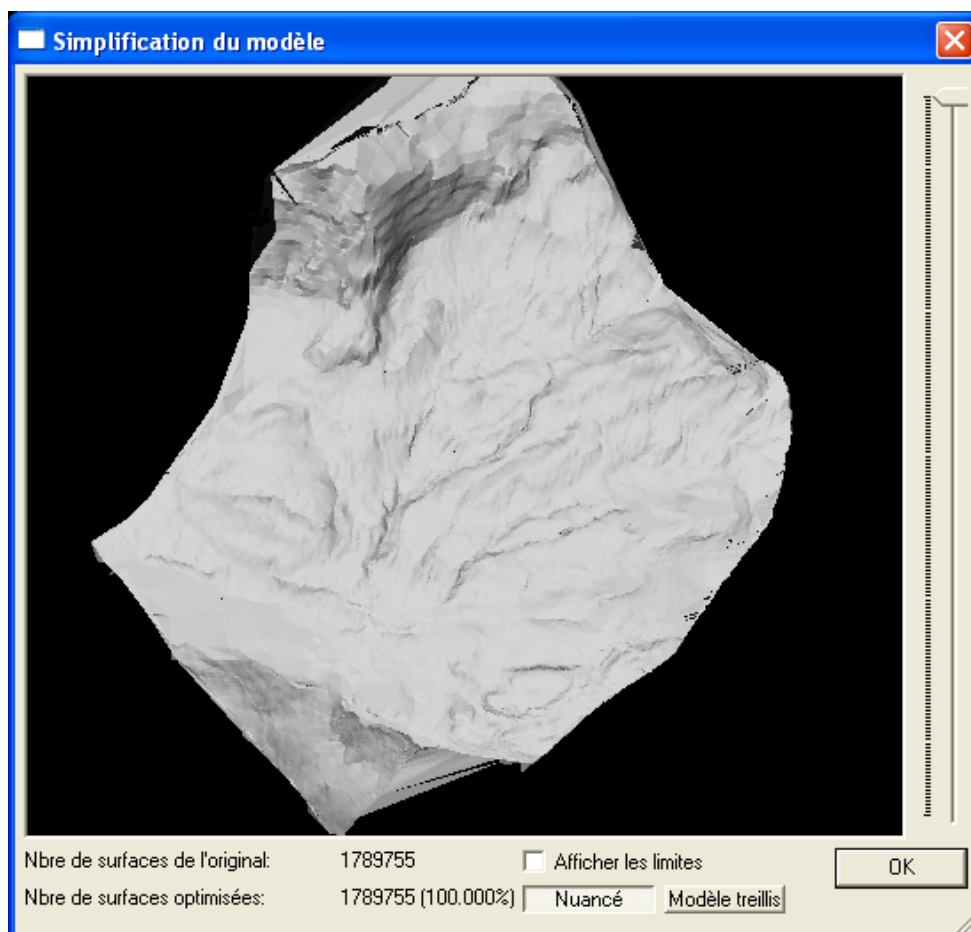 Simplification du modèle
Nbre de surfaces de l'original: 1789755 Afficher les limites OK
Nbre de surfaces optimisées: 1789755 (100.000%) Nuancé Modèle treillis